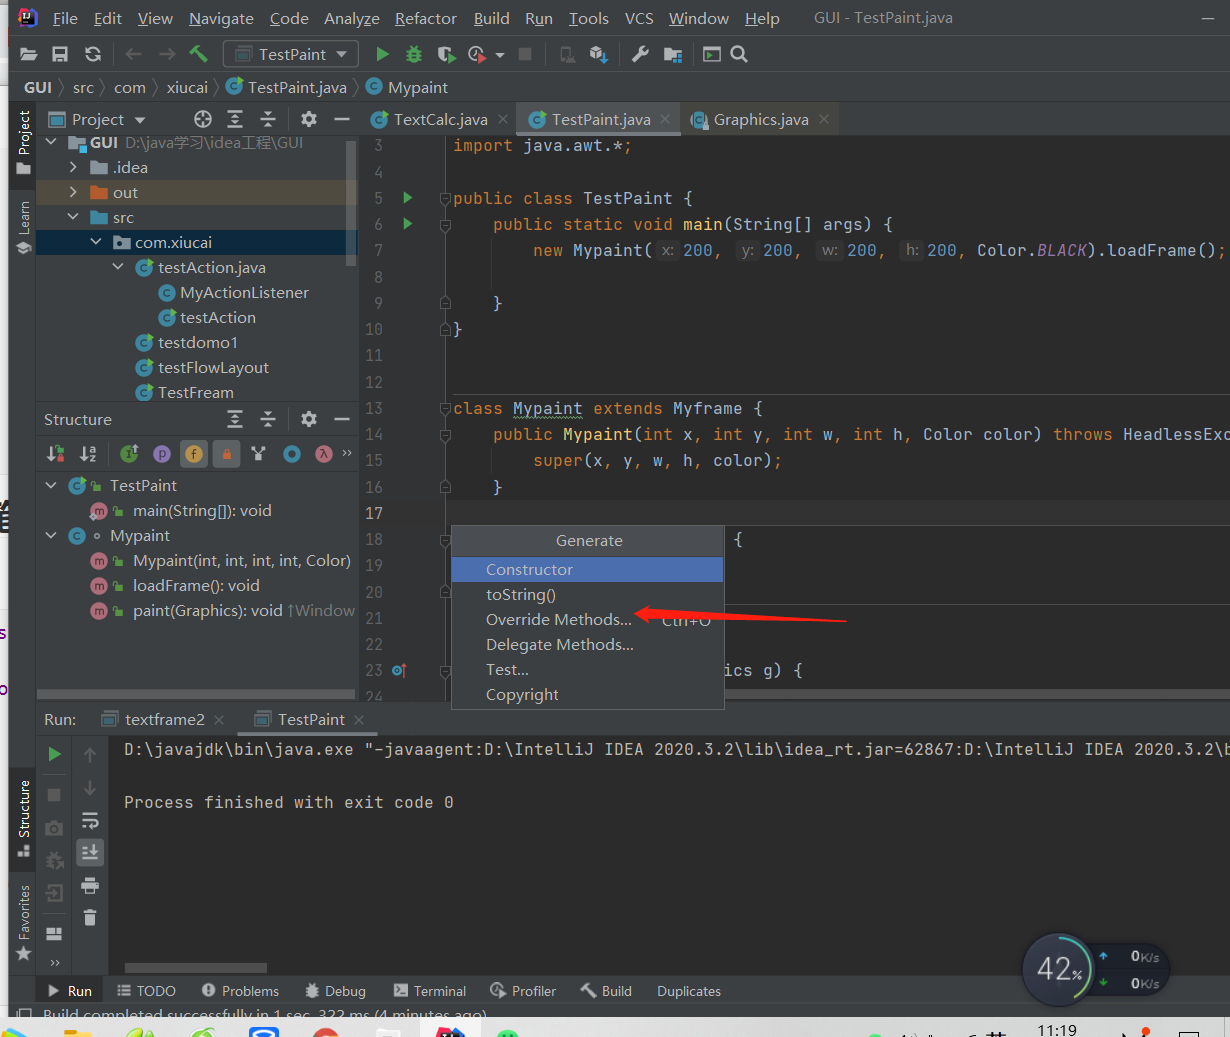 File Edit View Navigate Code Analyze Refactor Build Run Tools VCS Window Help GUI - TestPaint.java
TestPaint
GUI src com xiucai TestPaint.java Mypaint
Project
TextCalc.java TestPaint.java Graphics.java
Project
GUI D:\java学习\idea工程\GUI
.idea
out
src
com.xiucai
testAction.java
MyActionListener
testAction
testdomo1
testFlowLayout
TestFream
Learn
Structure
TestPaint
main(String[]): void
Mypaint
Mypaint(int, int, int, int, Color)
loadFrame(): void
paint(Graphics): void ↑Window
3 import java.awt.*;
4
5 public class TestPaint {
6 public static void main(String[] args) {
7 new Mypaint( x: 200, y: 200, w: 200, h: 200, Color.BLACK).loadFrame();
8
9 }
10 }
11
12
13 class Mypaint extends Myframe {
14 public Mypaint(int x, int y, int w, int h, Color color) throws HeadlessExc
15 super(x, y, w, h, color);
16 }
17
18 {
19
20
21
22
23 ics g) {
24
Generate
Constructor
toString()
Override Methods... Ctrl+O
Delegate Methods...
Test...
Copyright
Run: textframe2 TestPaint
D:\javajdk\bin\java.exe "-javaagent:D:\IntelliJ IDEA 2020.3.2\lib\idea_rt.jar=62867:D:\IntelliJ IDEA 2020.3.2\b
Process finished with exit code 0
Structure
Favorites
42%
0K/s
0K/s
Run TODO Problems Debug Terminal Profiler Build Duplicates
Build completed successfully in 1 sec, 322 ms (4 minutes ago)
11:19